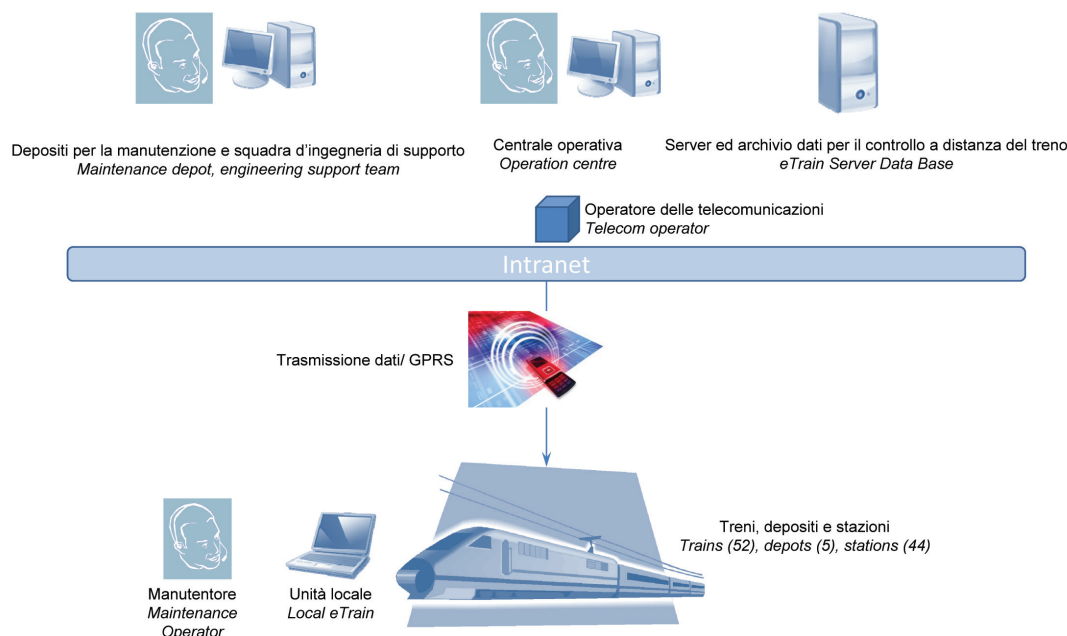 Depositi per la manutenzione e squadra d'ingegneria di supporto
Maintenance depot, engineering support team
Centrale operativa
Operation centre
Server ed archivio dati per il controllo a distanza del treno
eTrain Server Data Base
Operatore delle telecomunicazioni
Telecom operator
Intranet
Trasmissione dati/ GPRS
Treni, depositi e stazioni
Trains (52), depots (5), stations (44)
Manutentore
Maintenance
Operator
Unità locale
Local eTrain